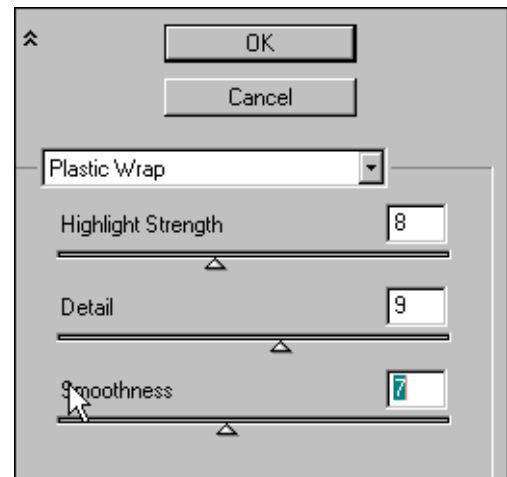 OK
Cancel
Plastic Wrap
Highlight Strength 8
Detail 9
Smoothness 7